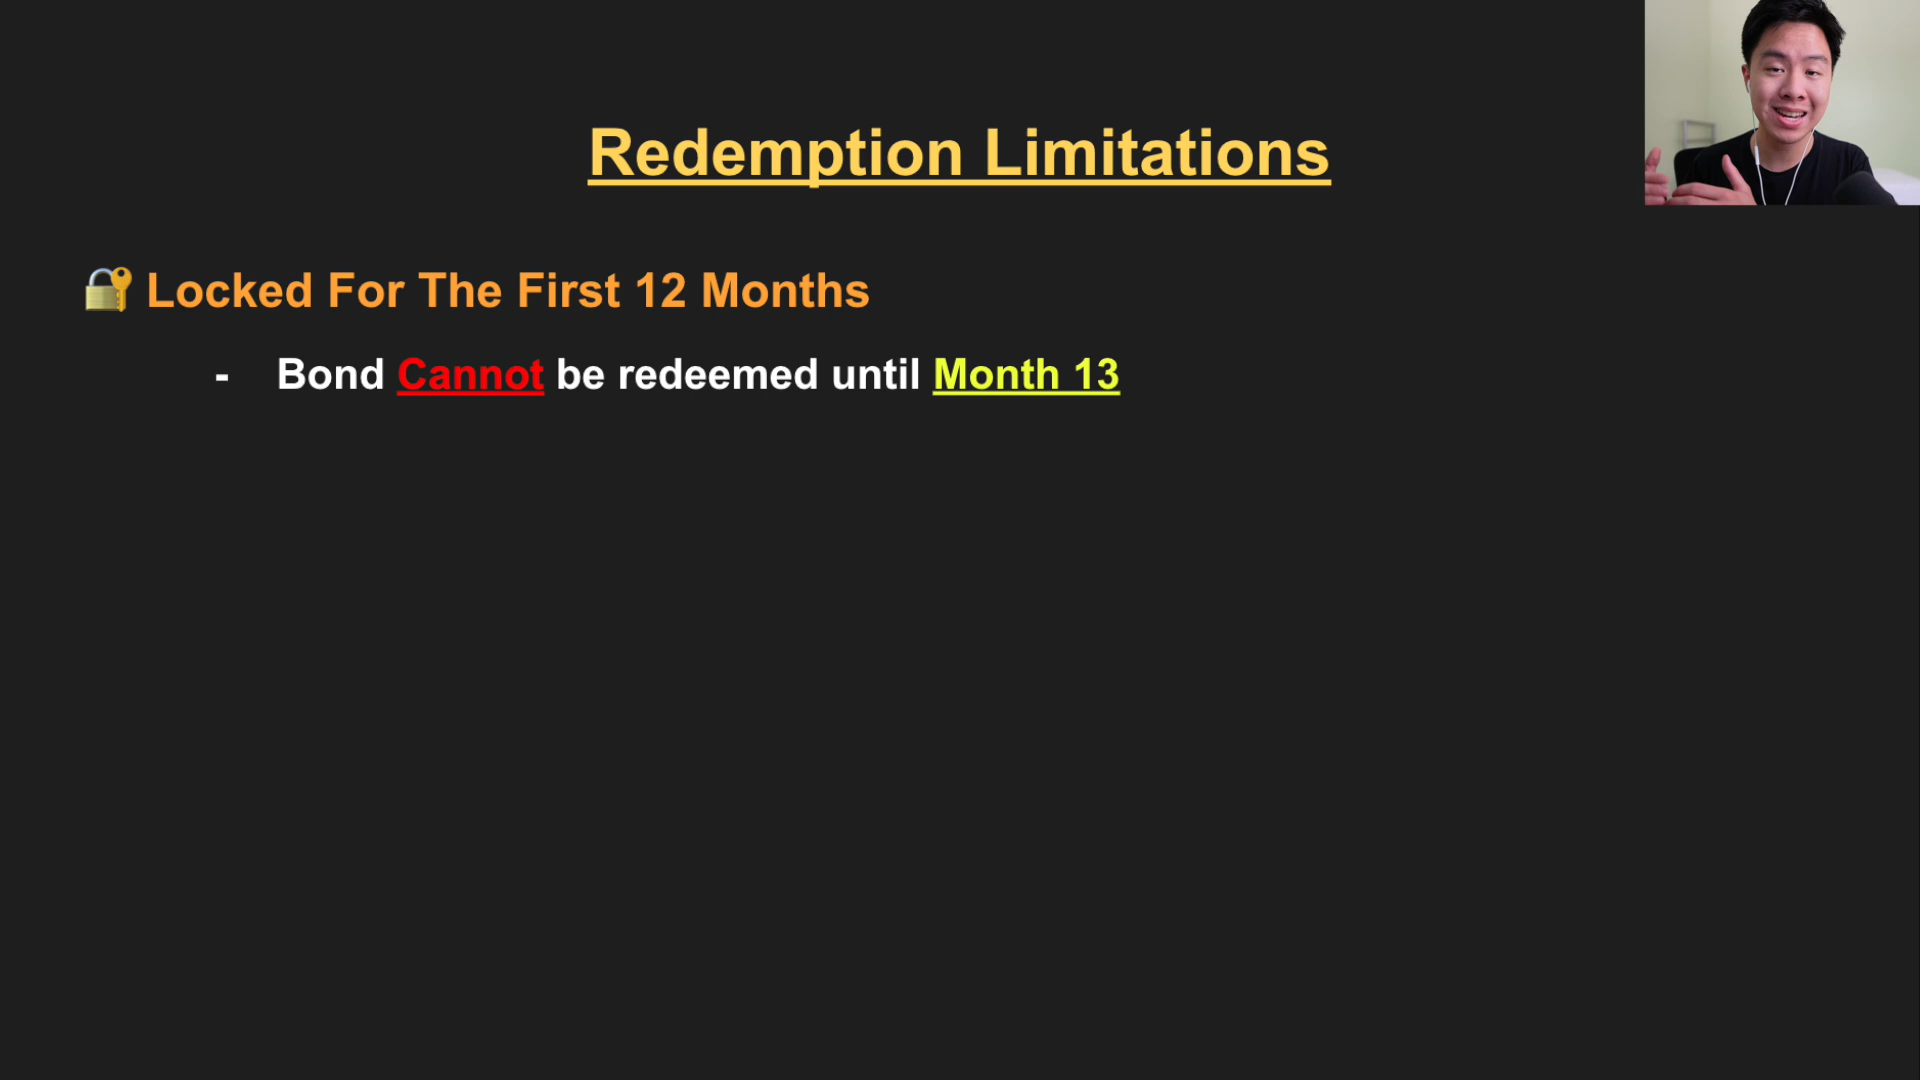 Redemption Limitations
🔐 Locked For The First 12 Months
- Bond Cannot be redeemed until Month 13